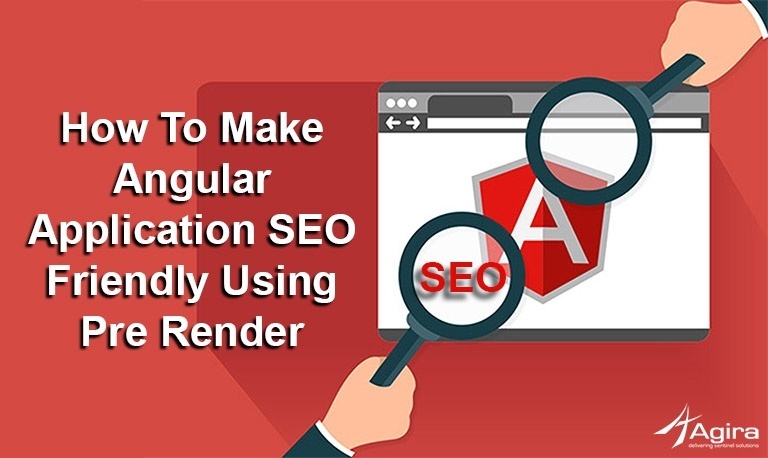 How To Make
Angular
Application SEO
Friendly Using
Pre Render
A
SEO
Agira
delivering sentinel solutions